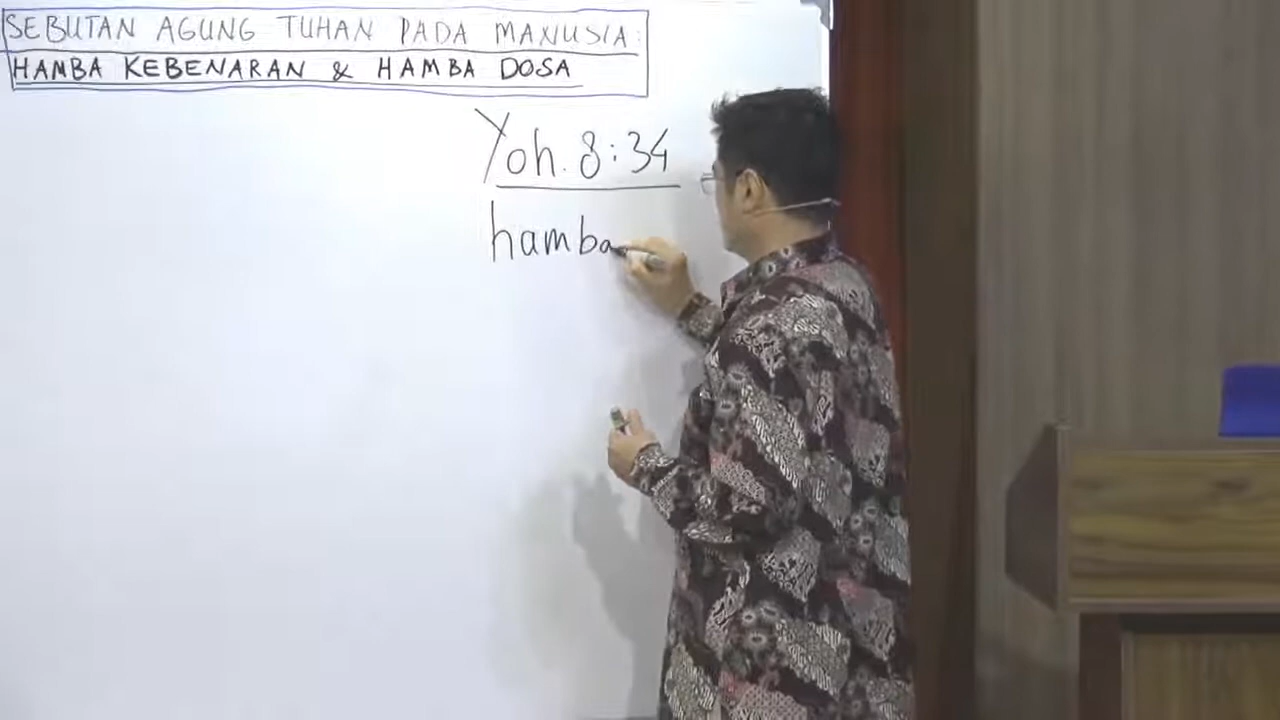 SEBUTAN AGUNG TUHAN PADA MANUSIA:
HAMBA KEBENARAN & HAMBA DOSA
Yoh. 8:34
hamba